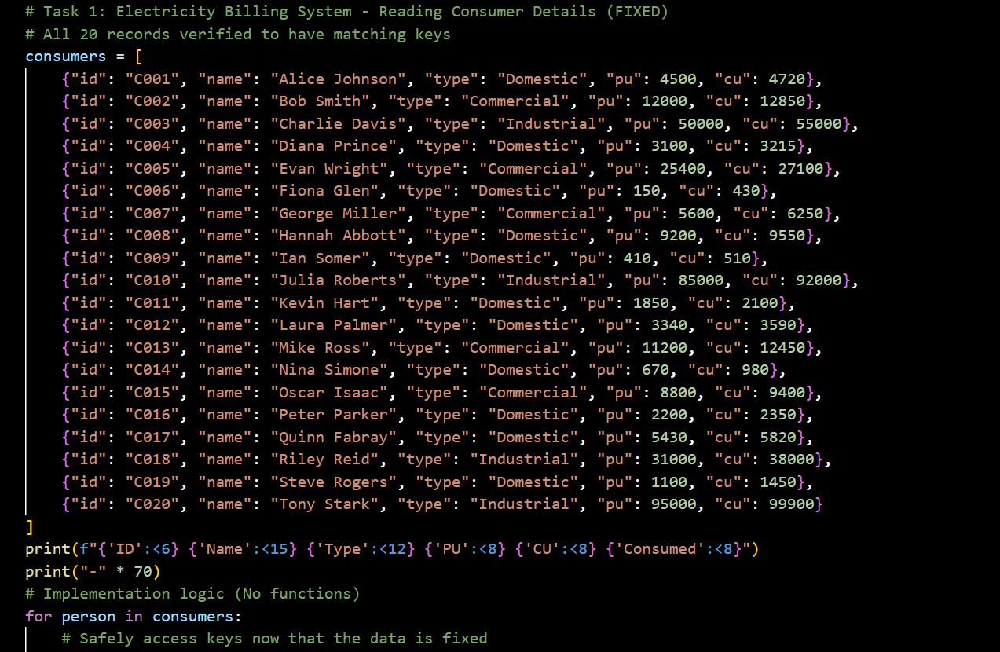 # Task 1: Electricity Billing System - Reading Consumer Details (FIXED)
# All 20 records verified to have matching keys
consumers = [
    {"id": "C001", "name": "Alice Johnson", "type": "Domestic", "pu": 4500, "cu": 4720},
    {"id": "C002", "name": "Bob Smith", "type": "Commercial", "pu": 12000, "cu": 12850},
    {"id": "C003", "name": "Charlie Davis", "type": "Industrial", "pu": 50000, "cu": 55000},
    {"id": "C004", "name": "Diana Prince", "type": "Domestic", "pu": 3100, "cu": 3215},
    {"id": "C005", "name": "Evan Wright", "type": "Commercial", "pu": 25400, "cu": 27100},
    {"id": "C006", "name": "Fiona Glen", "type": "Domestic", "pu": 150, "cu": 430},
    {"id": "C007", "name": "George Miller", "type": "Commercial", "pu": 5600, "cu": 6250},
    {"id": "C008", "name": "Hannah Abbott", "type": "Domestic", "pu": 9200, "cu": 9550},
    {"id": "C009", "name": "Ian Somer", "type": "Domestic", "pu": 410, "cu": 510},
    {"id": "C010", "name": "Julia Roberts", "type": "Industrial", "pu": 85000, "cu": 92000},
    {"id": "C011", "name": "Kevin Hart", "type": "Domestic", "pu": 1850, "cu": 2100},
    {"id": "C012", "name": "Laura Palmer", "type": "Domestic", "pu": 3340, "cu": 3590},
    {"id": "C013", "name": "Mike Ross", "type": "Commercial", "pu": 11200, "cu": 12450},
    {"id": "C014", "name": "Nina Simone", "type": "Domestic", "pu": 670, "cu": 980},
    {"id": "C015", "name": "Oscar Isaac", "type": "Commercial", "pu": 8800, "cu": 9400},
    {"id": "C016", "name": "Peter Parker", "type": "Domestic", "pu": 2200, "cu": 2350},
    {"id": "C017", "name": "Quinn Fabray", "type": "Domestic", "pu": 5430, "cu": 5820},
    {"id": "C018", "name": "Riley Reid", "type": "Industrial", "pu": 31000, "cu": 38000},
    {"id": "C019", "name": "Steve Rogers", "type": "Domestic", "pu": 1100, "cu": 1450},
    {"id": "C020", "name": "Tony Stark", "type": "Industrial", "pu": 95000, "cu": 99900}
]
print(f"{'ID':<6} {'Name':<15} {'Type':<12} {'PU':<8} {'CU':<8} {'Consumed':<8}")
print("-" * 70)
# Implementation logic (No functions)
for person in consumers:
    # Safely access keys now that the data is fixed